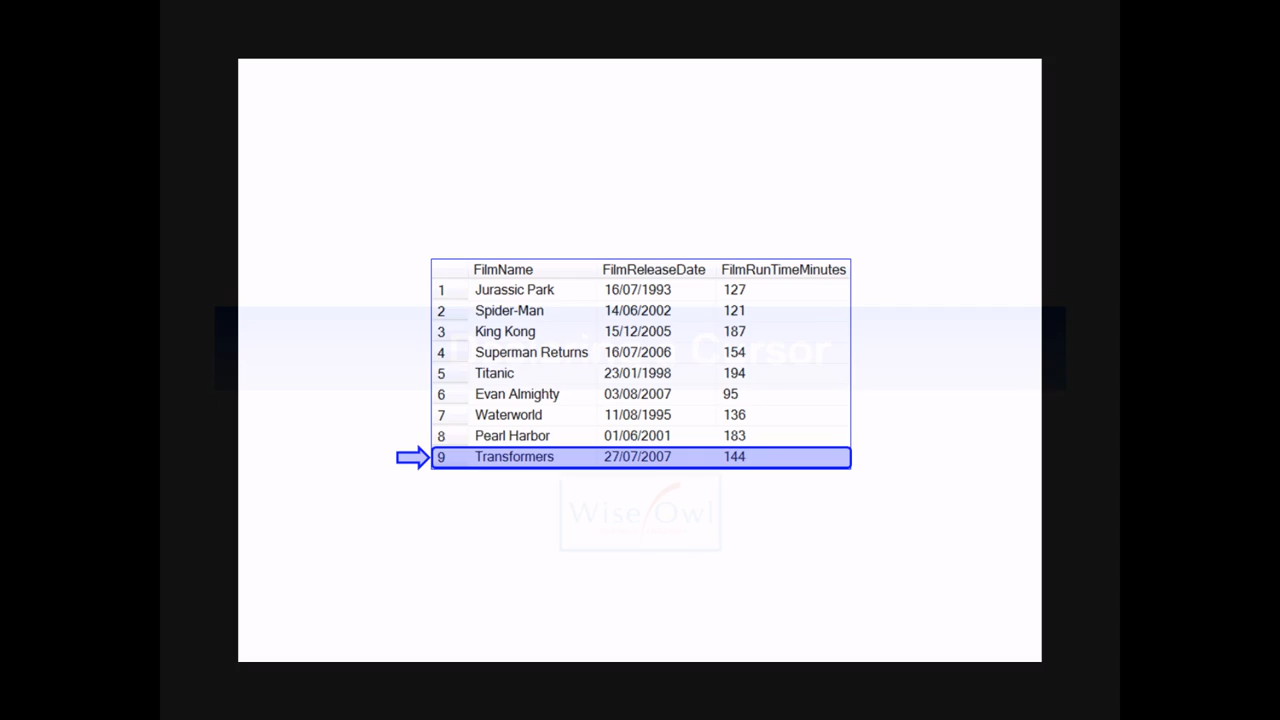 FilmName FilmReleaseDate FilmRunTimeMinutes
1 Jurassic Park 16/07/1993 127
2 Spider-Man 14/06/2002 121
3 King Kong 15/12/2005 187
4 Superman Returns 16/07/2006 154
5 Titanic 23/01/1998 194
6 Evan Almighty 03/08/2007 95
7 Waterworld 11/08/1995 136
8 Pearl Harbor 01/06/2001 183
9 Transformers 27/07/2007 144
Cursor
Wise Owl